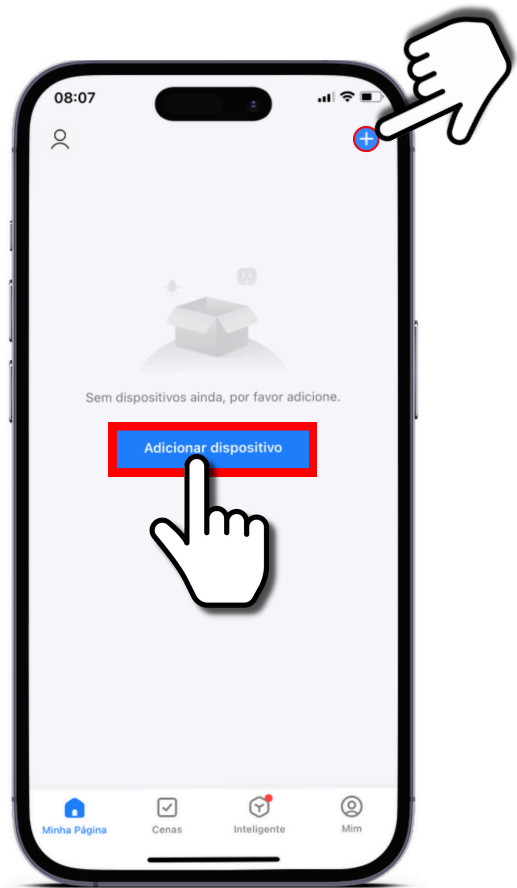 08:07
Sem dispositivos ainda, por favor adicione.
Adicionar dispositivo
Minha Página
Cenas
Inteligente
Mim